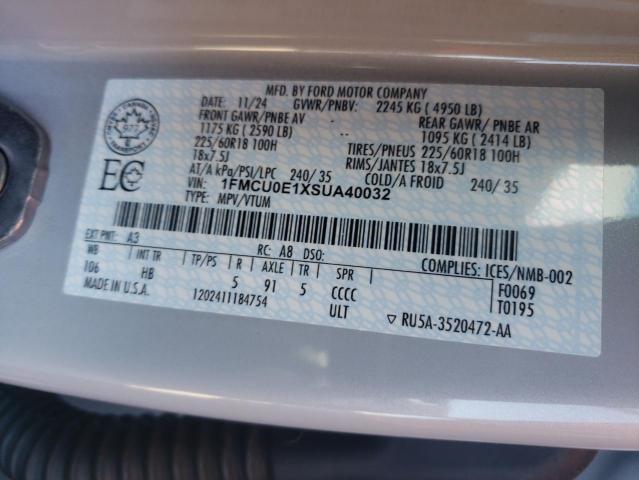 MFD. BY FORD MOTOR COMPANY
DATE: 11/24 GVWR/PNBV: 2245 KG ( 4950 LB)
FRONT GAWR/PNBE AV REAR GAWR/ PNBE AR
1175 KG ( 2590 LB) 1095 KG ( 2414 LB)
225/60R18 100H TIRES/PNEUS 225/60R18 100H
18x7.5J RIMS/JANTES 18x7.5J
AT/A kPa/PSI/LPC 240/ 35 COLD/A FROID 240/ 35
VIN: 1FMCU0E1XSUA40032
TYPE: MPV/VTUM
977
EC
EXT PNT: A3 RC: A8 DSO: COMPLIES: ICES/NMB-002
WB INT TR TP/PS R AXLE TR SPR F0069
106 HB 5 91 5 CCCC T0195
MADE IN U.S.A. 1202411184754 ULT ▽ RU5A-3520472-AA